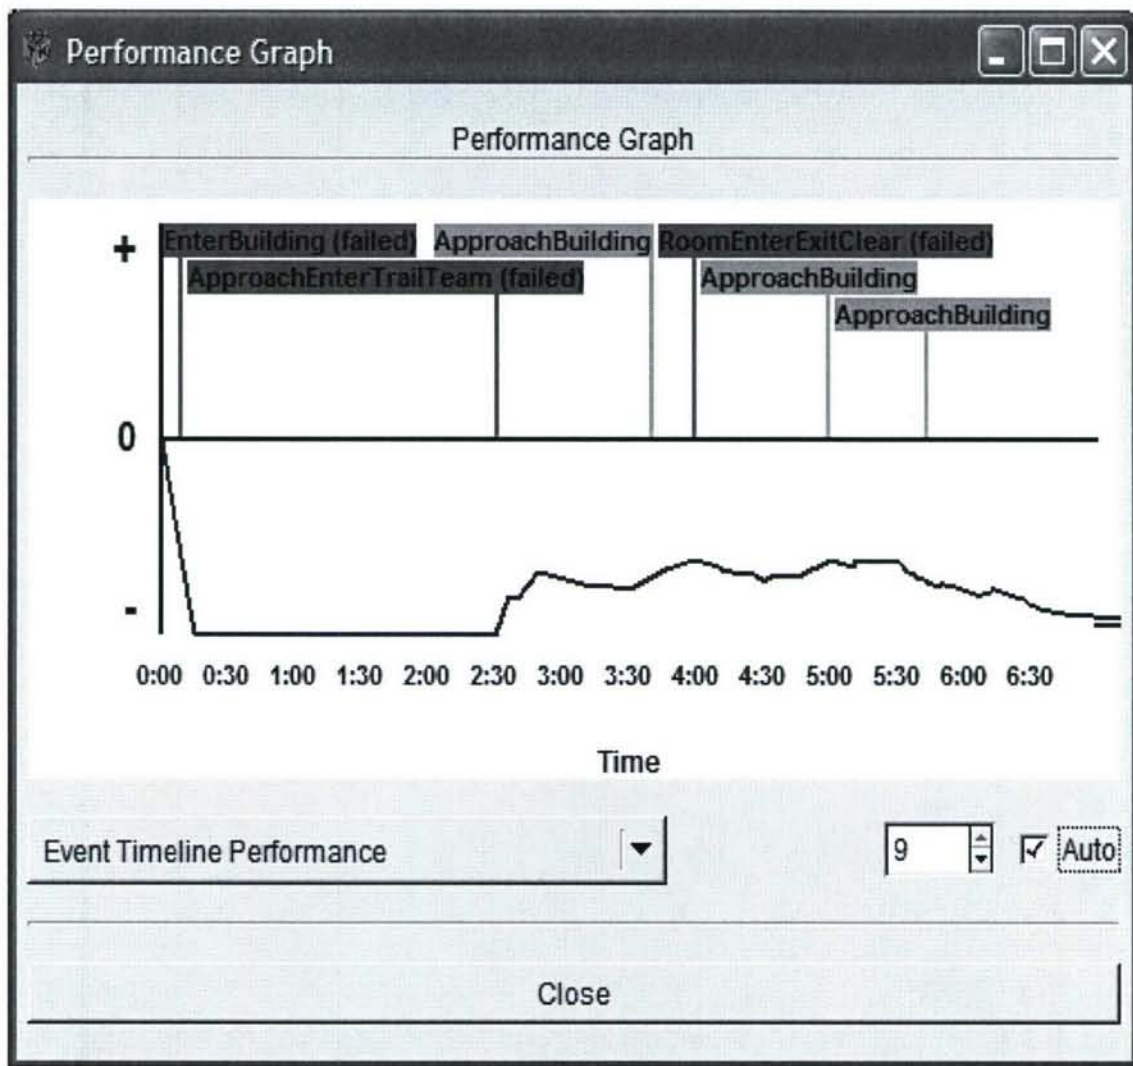 Performance Graph
Performance Graph
+
EnterBuilding (failed) ApproachBuilding RoomEnterExitClear (failed)
ApproachEnterTrailTeam (failed) ApproachBuilding
ApproachBuilding
0
-
0:00 0:30 1:00 1:30 2:00 2:30 3:00 3:30 4:00 4:30 5:00 5:30 6:00 6:30
Time
Event Timeline Performance 9 Auto
Close